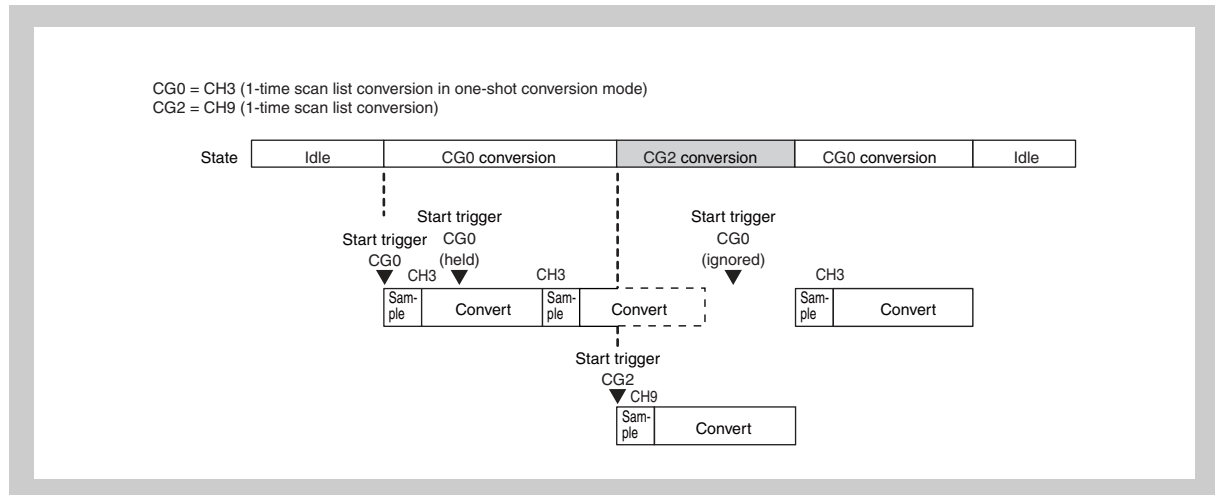 CG0 = CH3 (1-time scan list conversion in one-shot conversion mode)
CG2 = CH9 (1-time scan list conversion)
State
Idle
CG0 conversion
CG2 conversion
CG0 conversion
Idle
Start trigger
CG0
Start trigger
CG0
(held)
Start trigger
CG0
(ignored)
CH3
CH3
CH3
Sam-
ple
Convert
Sam-
ple
Convert
Sam-
ple
Convert
Start trigger
CG2
CH9
Sam-
ple
Convert